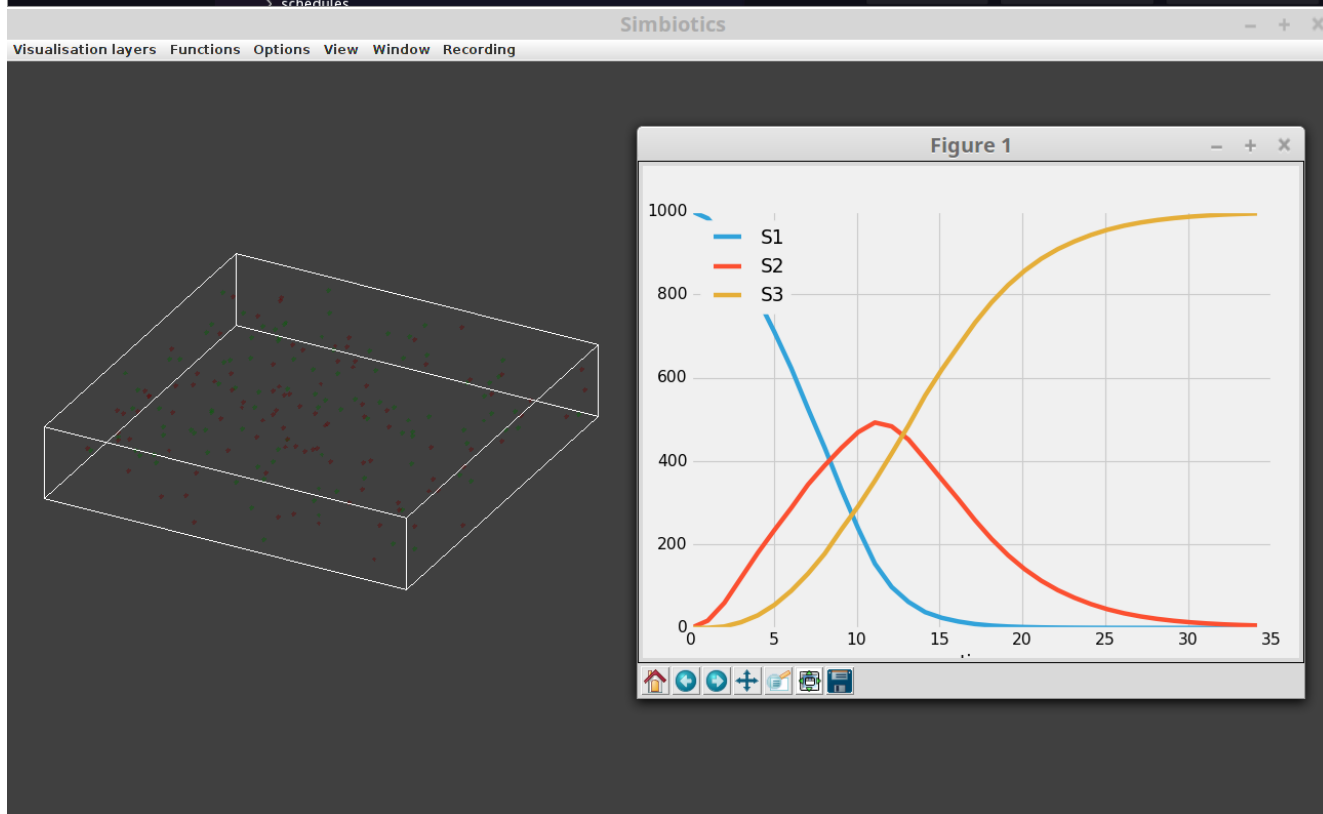 > schedules
Simbiotics
Visualisation layers Functions Options View Window Recording
Figure 1
1000
800
600
400
200
0
S1
S2
S3
0 5 10 15 20 25 30 35